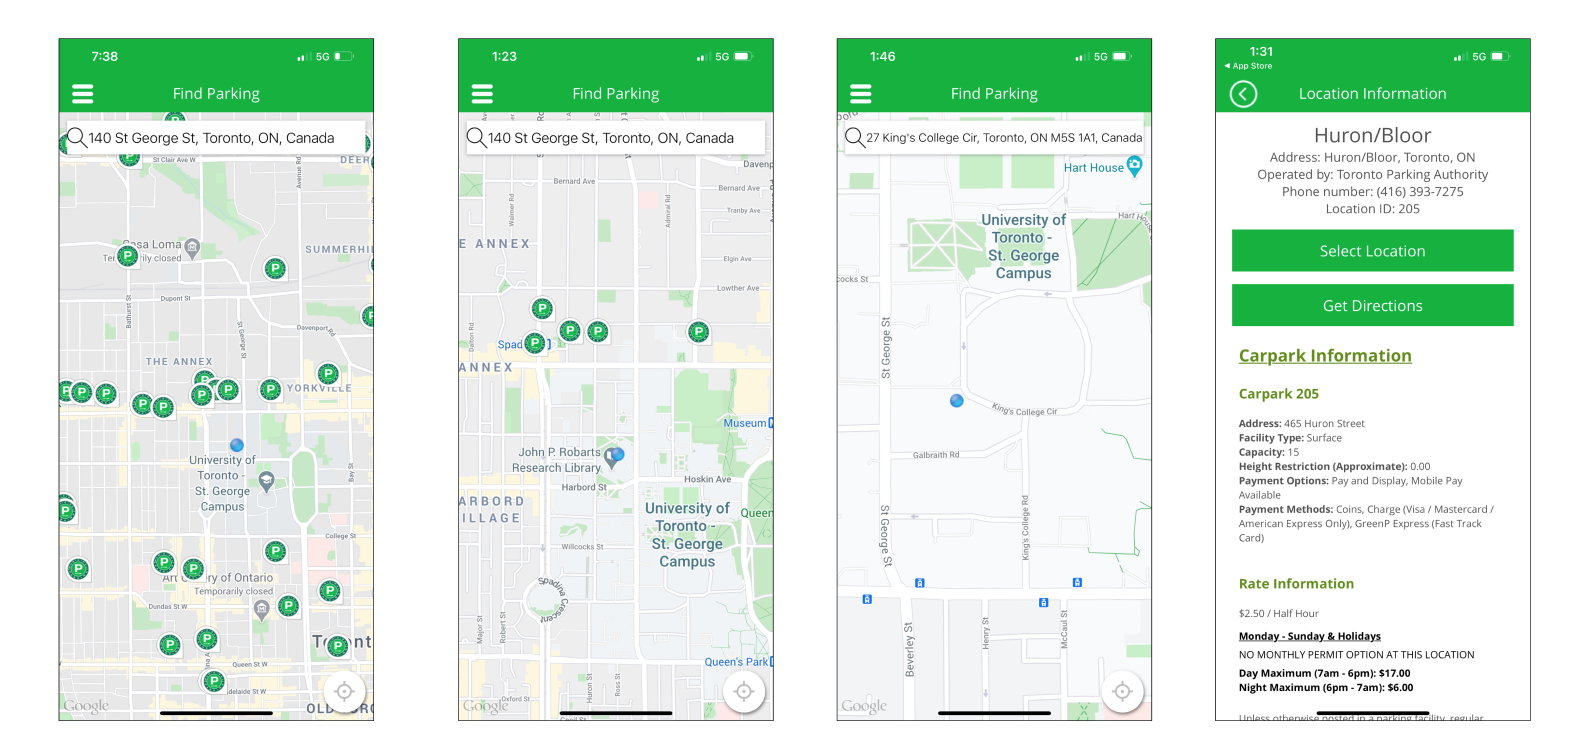 7:38
5G
Find Parking
140 St George St, Toronto, ON, Canada
St Clair Ave W
Avenue Rd
DEER
Casa Loma
Temporarily closed
SUMMERHI
Bathurst St
Dupont St
St George St
Davenport Rd
THE ANNEX
YORKVILLE
University of
Toronto -
St. George
Campus
Bay St
College St
Art Gallery of Ontario
Temporarily closed
Dundas St W
Toront
Queen St W
Adelaide St W
Google
1:23
5G
Find Parking
140 St George St, Toronto, ON, Canada
Davenp
Bernard Ave
Bernard Ave
Walmer Rd
Admiral Rd
Tranby Ave
E ANNEX
Elgin Ave
Lowther Ave
Dalton Rd
Spad
ANNEX
Museum
John P. Robarts
Research Library
Hoskin Ave
Harbord St
ARBORD
ILLAGE
University of
Toronto -
St. George
Campus
Queen
Willcocks St
Spadina Crescent
Major St
Robert St
Queen's Park
Huron St
Ross St
Oxford St
Cecil St
Google
1:46
5G
Find Parking
27 King's College Cir, Toronto, ON M5S 1A1, Canada
Hart House
University of
Toronto -
St. George
Campus
cocks St
St George St
King's College Cir
Galbraith Rd
King's College Rd
St George St
Beverley St
Henry St
McCaul St
Google
1:31
App Store
5G
Location Information
Huron/Bloor
Address: Huron/Bloor, Toronto, ON
Operated by: Toronto Parking Authority
Phone number: (416) 393-7275
Location ID: 205
Select Location
Get Directions
Carpark Information
Carpark 205
Address: 465 Huron Street
Facility Type: Surface
Capacity: 15
Height Restriction (Approximate): 0.00
Payment Options: Pay and Display, Mobile Pay
Available
Payment Methods: Coins, Charge (Visa / Mastercard /
American Express Only), GreenP Express (Fast Track
Card)
Rate Information
$2.50 / Half Hour
Monday - Sunday & Holidays
NO MONTHLY PERMIT OPTION AT THIS LOCATION
Day Maximum (7am - 6pm): $17.00
Night Maximum (6pm - 7am): $6.00
Unless otherwise posted in a parking facility, regular